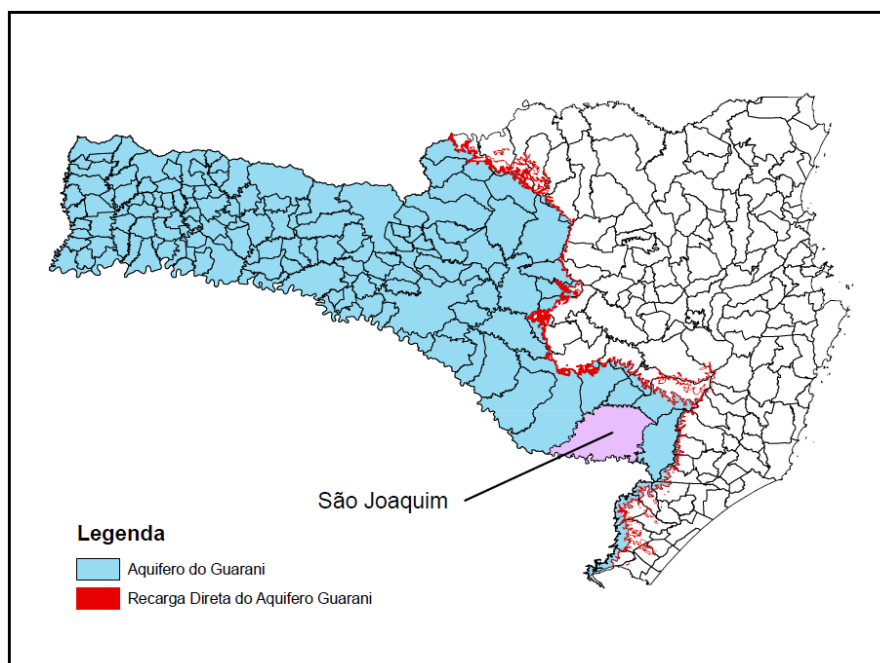 São Joaquim
Legenda
Aquifero do Guarani
Recarga Direta do Aquifero Guarani